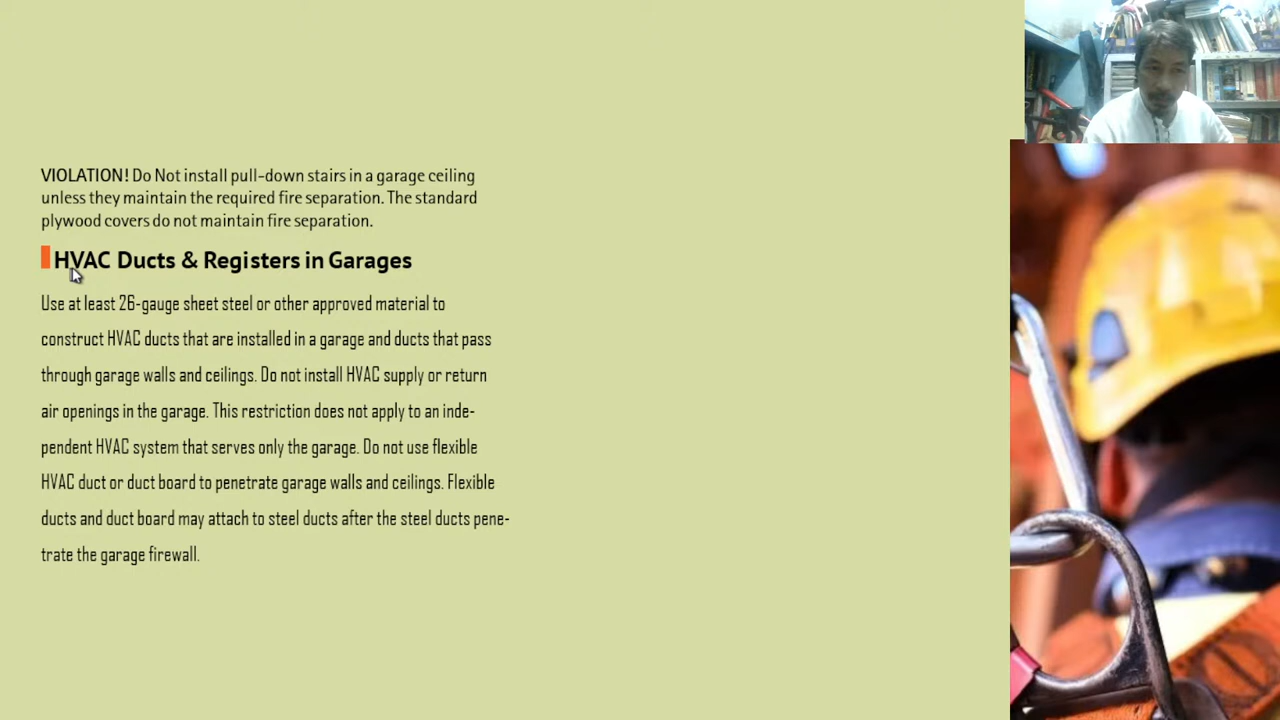 VIOLATION! Do Not install pull-down stairs in a garage ceiling
unless they maintain the required fire separation. The standard
plywood covers do not maintain fire separation.
HVAC Ducts & Registers in Garages
Use at least 26-gauge sheet steel or other approved material to
construct HVAC ducts that are installed in a garage and ducts that pass
through garage walls and ceilings. Do not install HVAC supply or return
air openings in the garage. This restriction does not apply to an inde-
pendent HVAC system that serves only the garage. Do not use flexible
HVAC duct or duct board to penetrate garage walls and ceilings. Flexible
ducts and duct board may attach to steel ducts after the steel ducts pene-
trate the garage firewall.